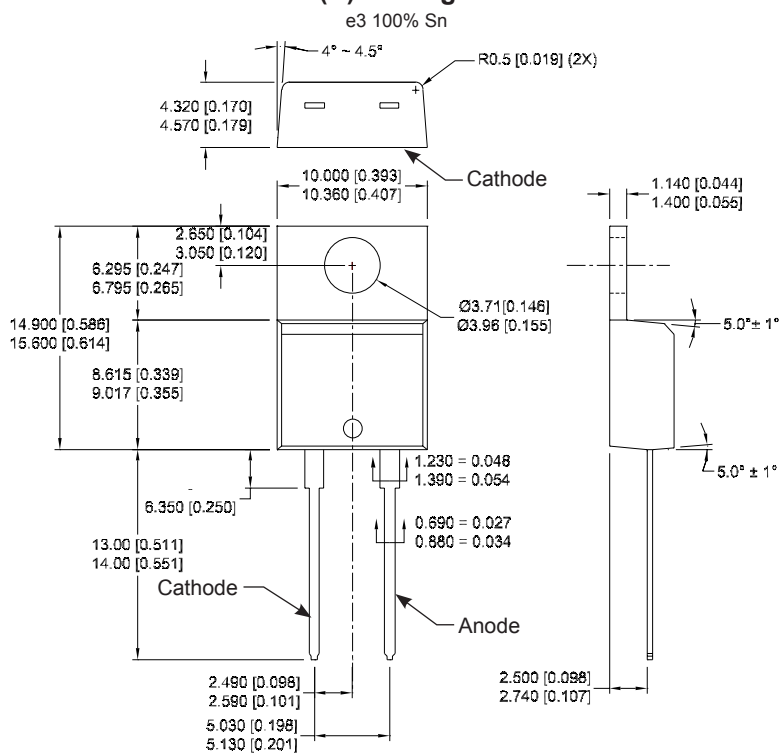 e3 100% Sn
4° ~ 4.5°
R0.5 [0.019] (2X)
4.320 [0.170]
4.570 [0.179]
10.000 [0.393]
10.360 [0.407]
Cathode
1.140 [0.044]
1.400 [0.055]
2.650 [0.104]
3.050 [0.120]
6.295 [0.247]
6.795 [0.265]
Ø3.71[0.146]
Ø3.96 [0.155]
14.900 [0.586]
15.600 [0.614]
5.0°± 1°
8.615 [0.339]
9.017 [0.355]
1.230 = 0.048
1.390 = 0.054
5.0° ± 1°
6.350 [0.250]
0.690 = 0.027
0.880 = 0.034
13.00 [0.511]
14.00 [0.551]
Cathode
Anode
2.490 [0.098]
2.590 [0.101]
2.500 [0.098]
2.740 [0.107]
5.030 [0.198]
5.130 [0.201]